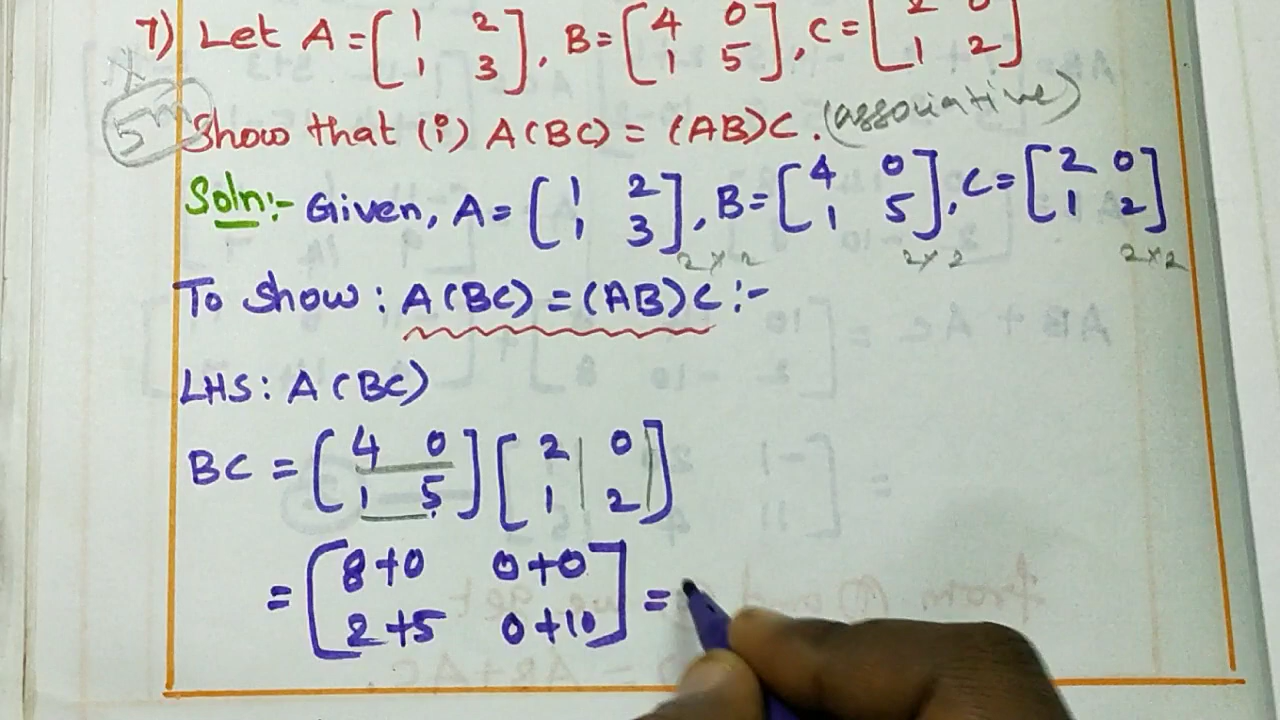 7) Let A = [1 2 1 3], B = [4 0 1 5], C = [2 0 1 2]
5m Show that (i) A(BC) = (AB)C. (associative)
Soln:- Given, A = [1 2 1 3] 2×2, B = [4 0 1 5] 2×2, C = [2 0 1 2] 2×2
To show: A(BC) = (AB)C :-
LHS: A(BC)
BC = [4 0 1 5] [2 0 1 2]
= [8+0 0+0 2+5 0+10] =